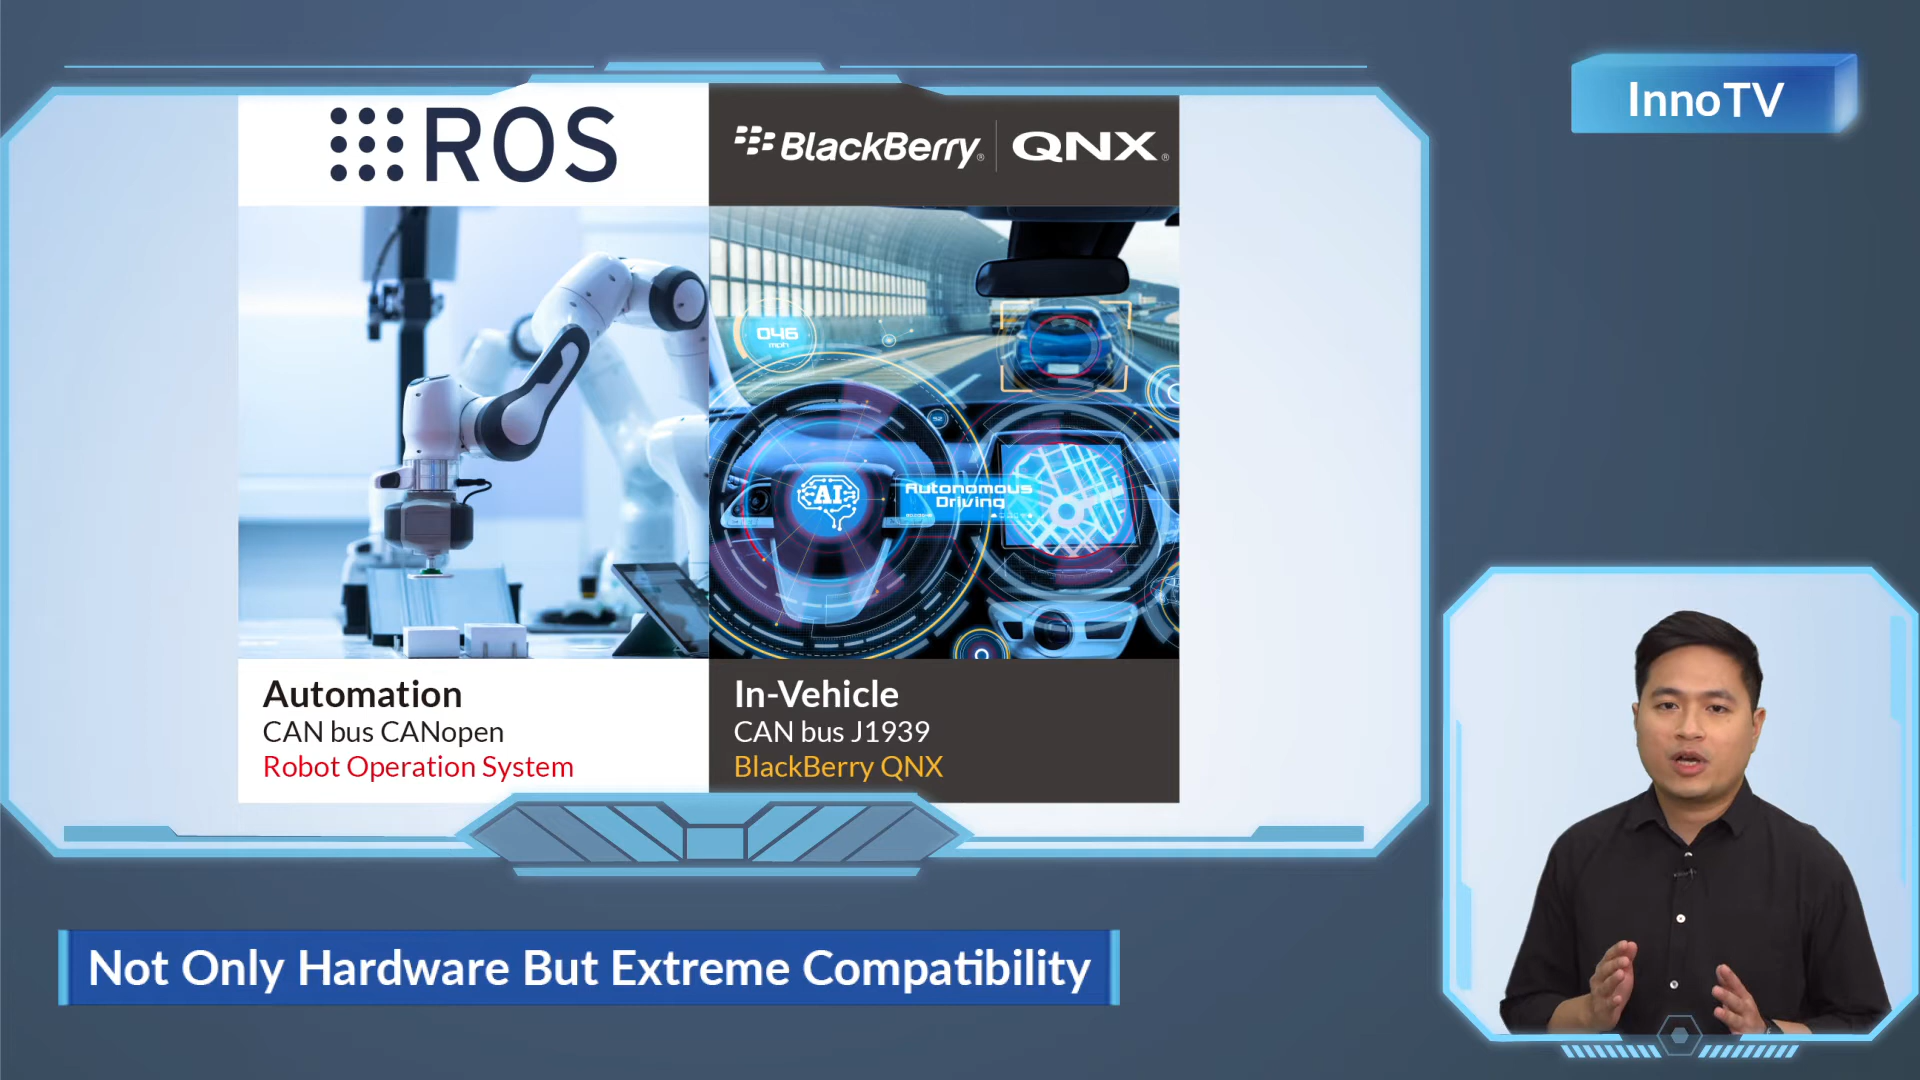 InnoTV
ROS
BlackBerry® QNX®
046
mph
AI
Autonomous
Driving
Automation
CAN bus CANopen
Robot Operation System
In-Vehicle
CAN bus J1939
BlackBerry QNX
Not Only Hardware But Extreme Compatibility